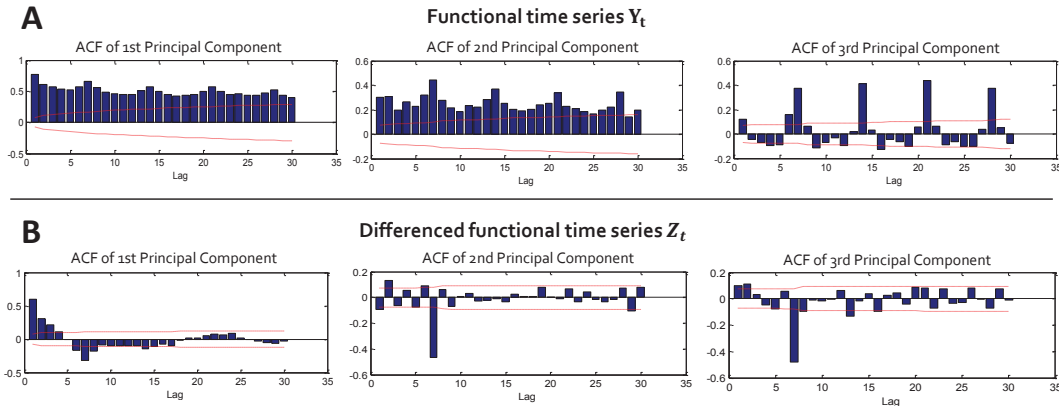 A
Functional time series Y_t
ACF of 1st Principal Component
1
0.5
0
-0.5
0 5 10 15 20 25 30 35
Lag
ACF of 2nd Principal Component
0.6
0.4
0.2
0
-0.2
0 5 10 15 20 25 30 35
Lag
ACF of 3rd Principal Component
0.6
0.4
0.2
0
-0.2
0 5 10 15 20 25 30 35
Lag
B
Differenced functional time series Z_t
ACF of 1st Principal Component
1
0.5
0
-0.5
0 5 10 15 20 25 30 35
Lag
ACF of 2nd Principal Component
0.2
0
-0.2
-0.4
-0.6
0 5 10 15 20 25 30 35
Lag
ACF of 3rd Principal Component
0.2
0
-0.2
-0.4
-0.6
0 5 10 15 20 25 30 35
Lag